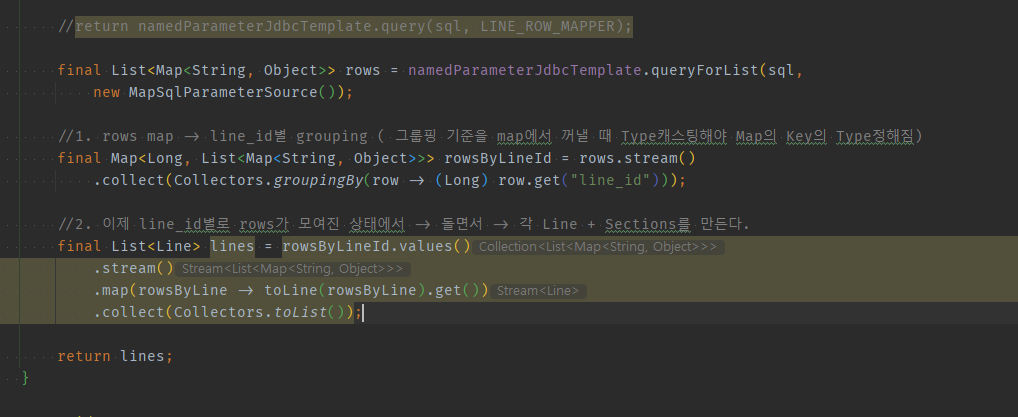 //return namedParameterJdbcTemplate.query(sql, LINE_ROW_MAPPER);
final List<Map<String, Object>> rows = namedParameterJdbcTemplate.queryForList(sql,
new MapSqlParameterSource());
//1. rows map → line_id별 grouping ( 그룹핑 기준을 map에서 꺼낼 때 Type캐스팅해야 Map의 Key의 Type정해짐)
final Map<Long, List<Map<String, Object>>> rowsByLineId = rows.stream()
.collect(Collectors.groupingBy(row → (Long) row.get("line_id")));
//2. 이제 line_id별로 rows가 모여진 상태에서 → 돌면서 → 각 Line + Sections를 만든다.
final List<Line> lines = rowsByLineId.values() Collection<List<Map<String, Object>>>
.stream() Stream<List<Map<String, Object>>>
.map(rowsByLine → toLine(rowsByLine).get()) Stream<Line>
.collect(Collectors.toList());
return lines;
}